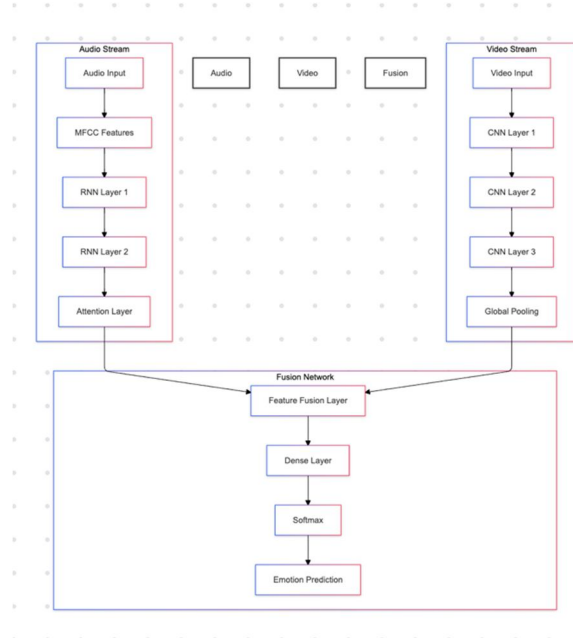 Audio Stream
Video Stream
Audio Input
Audio
Video
Fusion
Video Input
MFCC Features
CNN Layer 1
RNN Layer 1
CNN Layer 2
RNN Layer 2
CNN Layer 3
Attention Layer
Global Pooling
Fusion Network
Feature Fusion Layer
Dense Layer
Softmax
Emotion Prediction